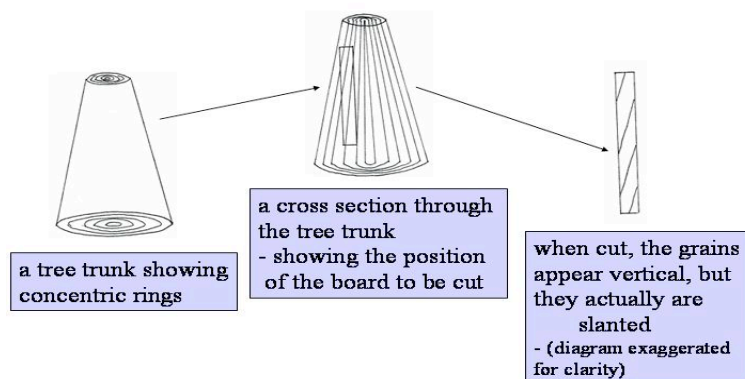 a tree trunk showing
concentric rings
a cross section through
the tree trunk
- showing the position
of the board to be cut
when cut, the grains
appear vertical, but
they actually are
slanted
- (diagram exaggerated
for clarity)